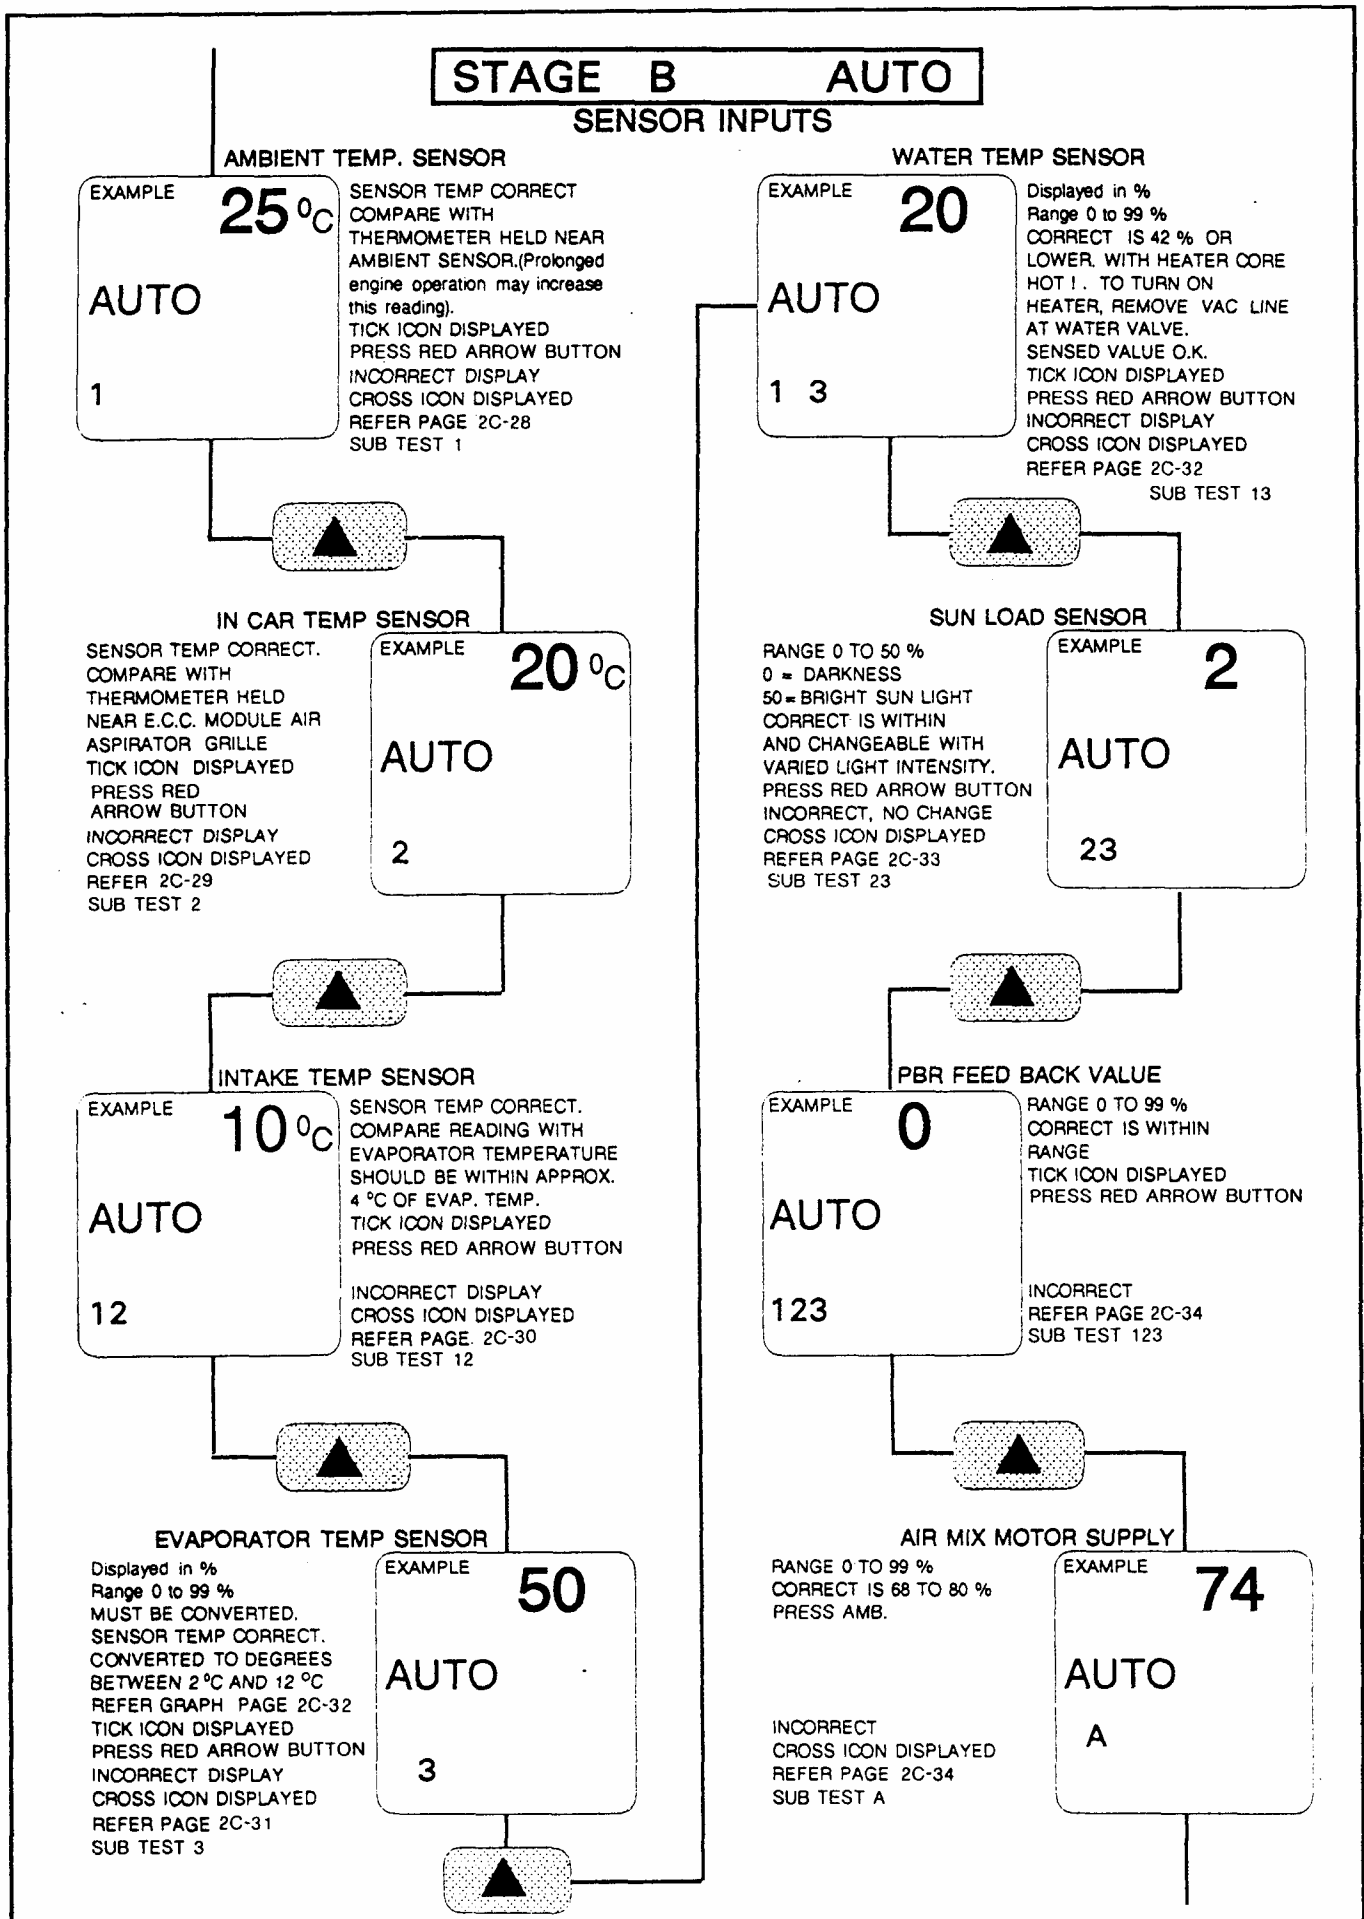 STAGE B AUTO
SENSOR INPUTS
AMBIENT TEMP. SENSOR
EXAMPLE
25 °C
AUTO
1
SENSOR TEMP CORRECT
COMPARE WITH
THERMOMETER HELD NEAR
AMBIENT SENSOR.(Prolonged
engine operation may increase
this reading).
TICK ICON DISPLAYED
PRESS RED ARROW BUTTON
INCORRECT DISPLAY
CROSS ICON DISPLAYED
REFER PAGE 2C-28
SUB TEST 1
IN CAR TEMP SENSOR
SENSOR TEMP CORRECT.
COMPARE WITH
THERMOMETER HELD
NEAR E.C.C. MODULE AIR
ASPIRATOR GRILLE
TICK ICON DISPLAYED
PRESS RED
ARROW BUTTON
INCORRECT DISPLAY
CROSS ICON DISPLAYED
REFER 2C-29
SUB TEST 2
EXAMPLE
20 °C
AUTO
2
INTAKE TEMP SENSOR
EXAMPLE
10 °C
AUTO
12
SENSOR TEMP CORRECT.
COMPARE READING WITH
EVAPORATOR TEMPERATURE
SHOULD BE WITHIN APPROX.
4 °C OF EVAP. TEMP.
TICK ICON DISPLAYED
PRESS RED ARROW BUTTON
INCORRECT DISPLAY
CROSS ICON DISPLAYED
REFER PAGE. 2C-30
SUB TEST 12
EVAPORATOR TEMP SENSOR
Displayed in %
Range 0 to 99 %
MUST BE CONVERTED.
SENSOR TEMP CORRECT.
CONVERTED TO DEGREES
BETWEEN 2 °C AND 12 °C
REFER GRAPH PAGE 2C-32
TICK ICON DISPLAYED
PRESS RED ARROW BUTTON
INCORRECT DISPLAY
CROSS ICON DISPLAYED
REFER PAGE 2C-31
SUB TEST 3
EXAMPLE
50
AUTO
3
WATER TEMP SENSOR
EXAMPLE
20
AUTO
1 3
Displayed in %
Range 0 to 99 %
CORRECT IS 42 % OR
LOWER. WITH HEATER CORE
HOT ! . TO TURN ON
HEATER, REMOVE VAC LINE
AT WATER VALVE.
SENSED VALUE O.K.
TICK ICON DISPLAYED
PRESS RED ARROW BUTTON
INCORRECT DISPLAY
CROSS ICON DISPLAYED
REFER PAGE 2C-32
SUB TEST 13
SUN LOAD SENSOR
RANGE 0 TO 50 %
0 = DARKNESS
50 = BRIGHT SUN LIGHT
CORRECT IS WITHIN
AND CHANGEABLE WITH
VARIED LIGHT INTENSITY.
PRESS RED ARROW BUTTON
INCORRECT, NO CHANGE
CROSS ICON DISPLAYED
REFER PAGE 2C-33
SUB TEST 23
EXAMPLE
2
AUTO
23
PBR FEED BACK VALUE
EXAMPLE
0
AUTO
123
RANGE 0 TO 99 %
CORRECT IS WITHIN
RANGE
TICK ICON DISPLAYED
PRESS RED ARROW BUTTON
INCORRECT
REFER PAGE 2C-34
SUB TEST 123
AIR MIX MOTOR SUPPLY
RANGE 0 TO 99 %
CORRECT IS 68 TO 80 %
PRESS AMB.
INCORRECT
CROSS ICON DISPLAYED
REFER PAGE 2C-34
SUB TEST A
EXAMPLE
74
AUTO
A